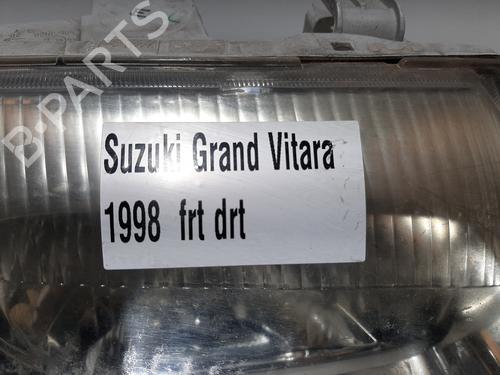 B-PARTS
Suzuki Grand Vitara
1998 frt drt